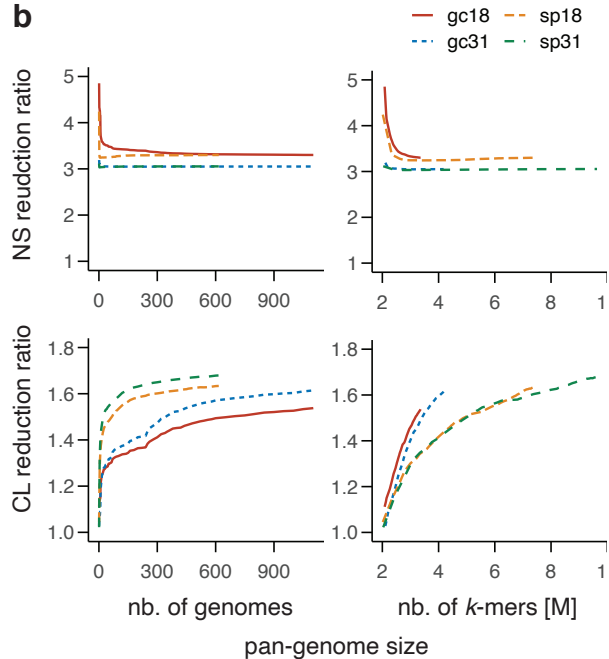 b
gc18 sp18
gc31 sp31
NS reudction ratio
5
4
3
2
1
0 300 600 900
5
4
3
2
1
2 4 6 8 1
CL reduction ratio
1.8
1.6
1.4
1.2
1.0
0 300 600 900
nb. of genomes
1.8
1.6
1.4
1.2
1.0
2 4 6 8 1
nb. of k-mers [M]
pan-genome size